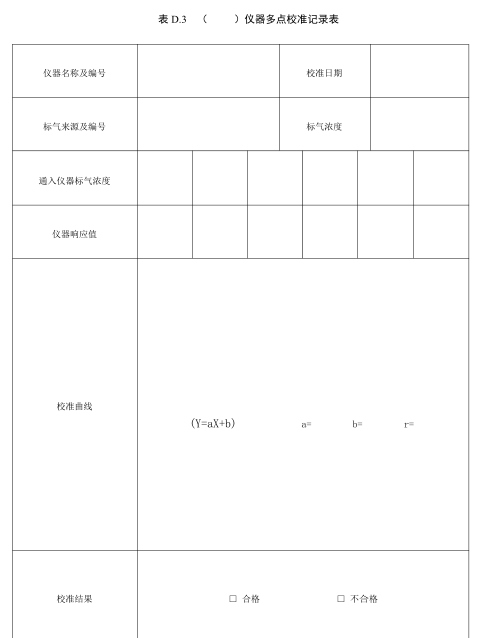 表 D.3 （ ）仪器多点校准记录表
仪器名称及编号 校准日期
标气来源及编号 标气浓度
通入仪器标气浓度
仪器响应值
校准曲线 (Y=aX+b) a= b= r=
校准结果 □ 合格 □ 不合格